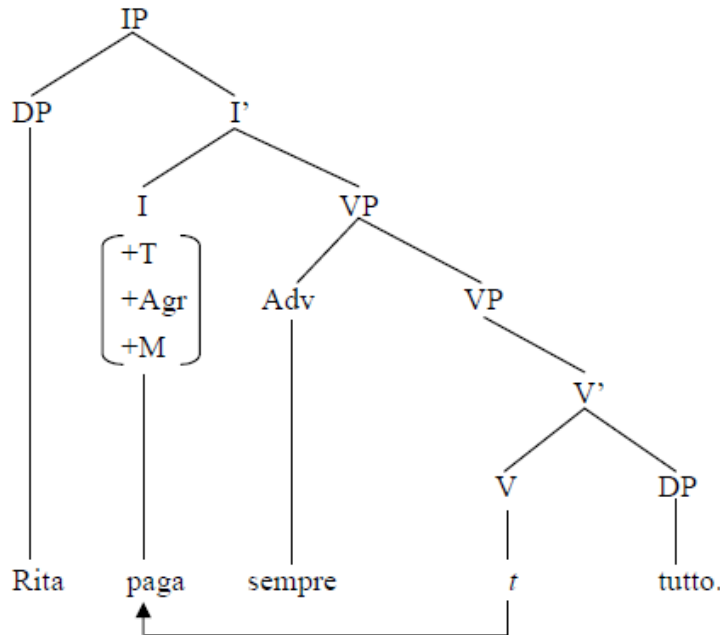 IP
DP I’
I VP
+T
+Agr Adv VP
+M
V’
V DP
Rita paga sempre t tutto.